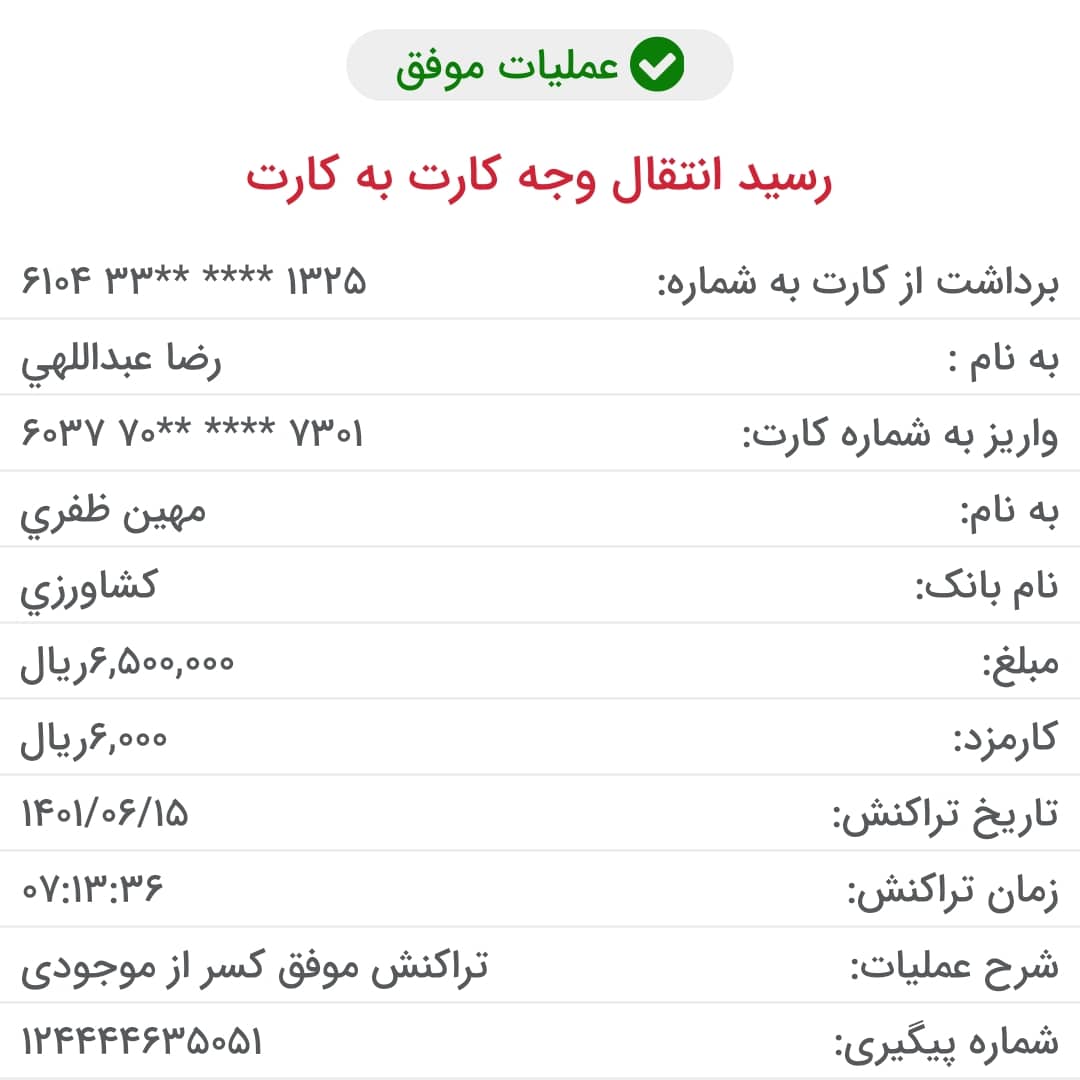 عملیات موفق
رسید انتقال وجه کارت به کارت
برداشت از کارت به شماره: ۶۱۰۴ ۳۳** **** ۱۳۲۵
به نام : رضا عبداللهي
واریز به شماره کارت: ۶۰۳۷ ۷۰** **** ۷۳۰۱
به نام: مهين ظفري
نام بانک: کشاورزي
مبلغ: ۶,۵۰۰,۰۰۰ریال
کارمزد: ۶,۰۰۰ریال
تاریخ تراکنش: ۱۴۰۱/۰۶/۱۵
زمان تراکنش: ۰۷:۱۳:۳۶
شرح عملیات: تراکنش موفق کسر از موجودی
شماره پیگیری: ۱۲۴۴۴۴۶۳۵۰۵۱